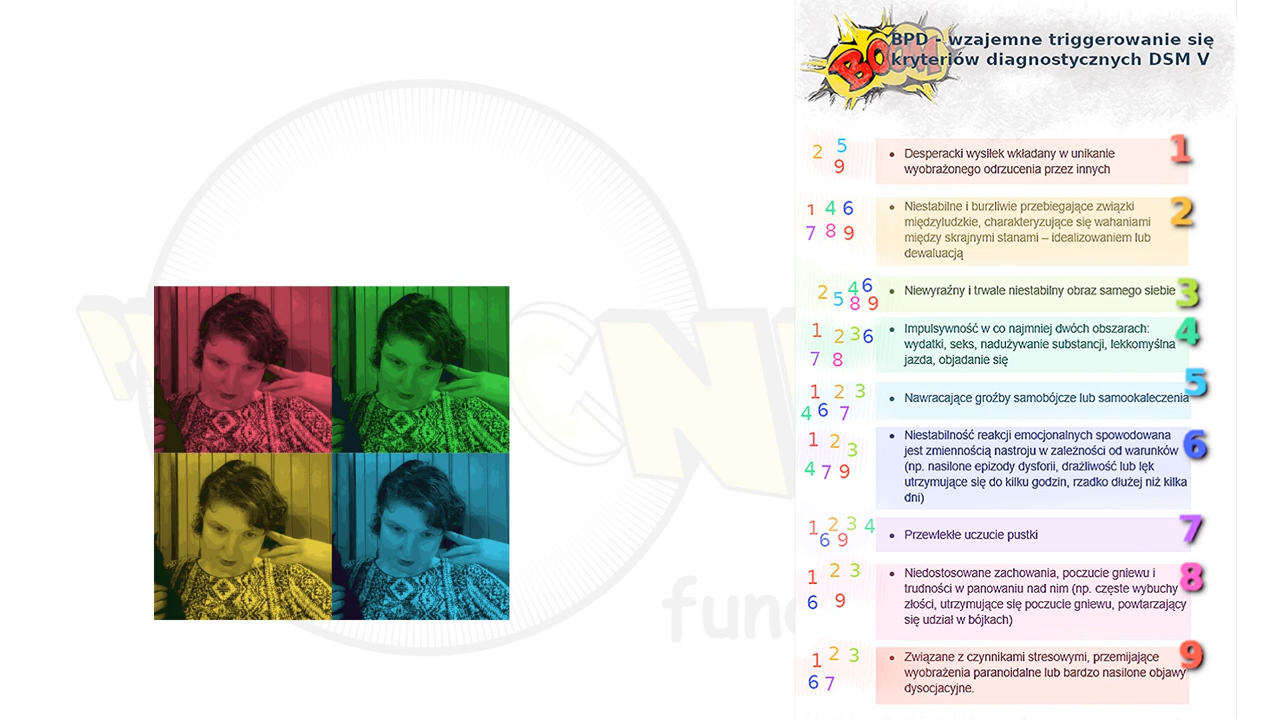 BOOM
BPD - wzajemne triggerowanie się
kryteriów diagnostycznych DSM V
2 5
9
• Desperacki wysiłek wkładany w unikanie
wyobrażonego odrzucenia przez innych
1
1 4 6
7 8 9
• Niestabilne i burzliwie przebiegające związki
międzyludzkie, charakteryzujące się wahaniami
między skrajnymi stanami – idealizowaniem lub
dewaluacją
2
2 5 4 6
8 9
• Niewyraźny i trwale niestabilny obraz samego siebie
3
1 2 3 6
7 8
• Impulsywność w co najmniej dwóch obszarach:
wydatki, seks, nadużywanie substancji, lekkomyślna
jazda, objadanie się
4
1 2 3
4 6 7
• Nawracające groźby samobójcze lub samookaleczenia
5
1 2 3
4 7 9
• Niestabilność reakcji emocjonalnych spowodowana
jest zmiennością nastroju w zależności od warunków
(np. nasilone epizody dysforii, drażliwość lub lęk
utrzymujące się do kilku godzin, rzadko dłużej niż kilka
dni)
6
1 2 3 4
6 9
• Przewlekłe uczucie pustki
7
1 2 3
6 9
• Niedostosowane zachowania, poczucie gniewu i
trudności w panowaniu nad nim (np. częste wybuchy
złości, utrzymujące się poczucie gniewu, powtarzający
się udział w bójkach)
8
1 2 3
6 7
• Związane z czynnikami stresowymi, przemijające
wyobrażenia paranoidalne lub bardzo nasilone objawy
dysocjacyjne.
9